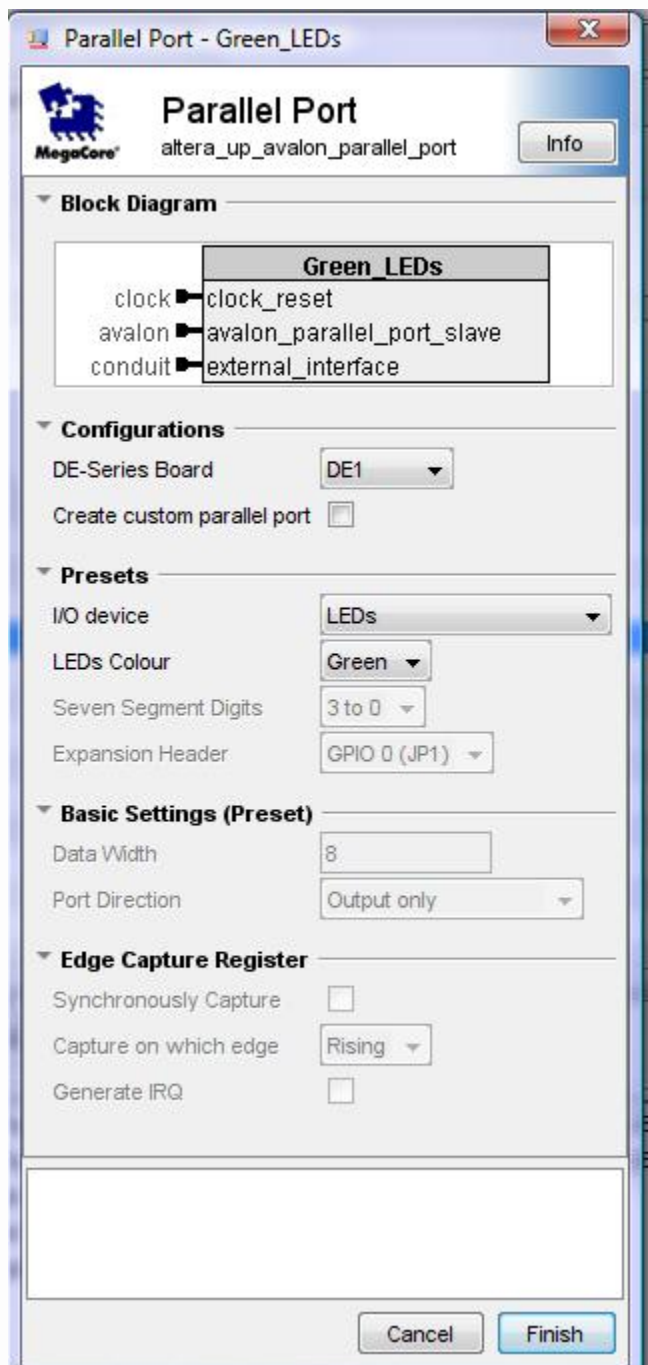 Parallel Port - Green_LEDs
Parallel Port
altera_up_avalon_parallel_port
MegaCore®
Info
Block Diagram
Green_LEDs
clock clock_reset
avalon avalon_parallel_port_slave
conduit external_interface
Configurations
DE-Series Board DE1
Create custom parallel port
Presets
I/O device LEDs
LEDs Colour Green
Seven Segment Digits 3 to 0
Expansion Header GPIO 0 (JP1)
Basic Settings (Preset)
Data Width 8
Port Direction Output only
Edge Capture Register
Synchronously Capture
Capture on which edge Rising
Generate IRQ
Cancel Finish